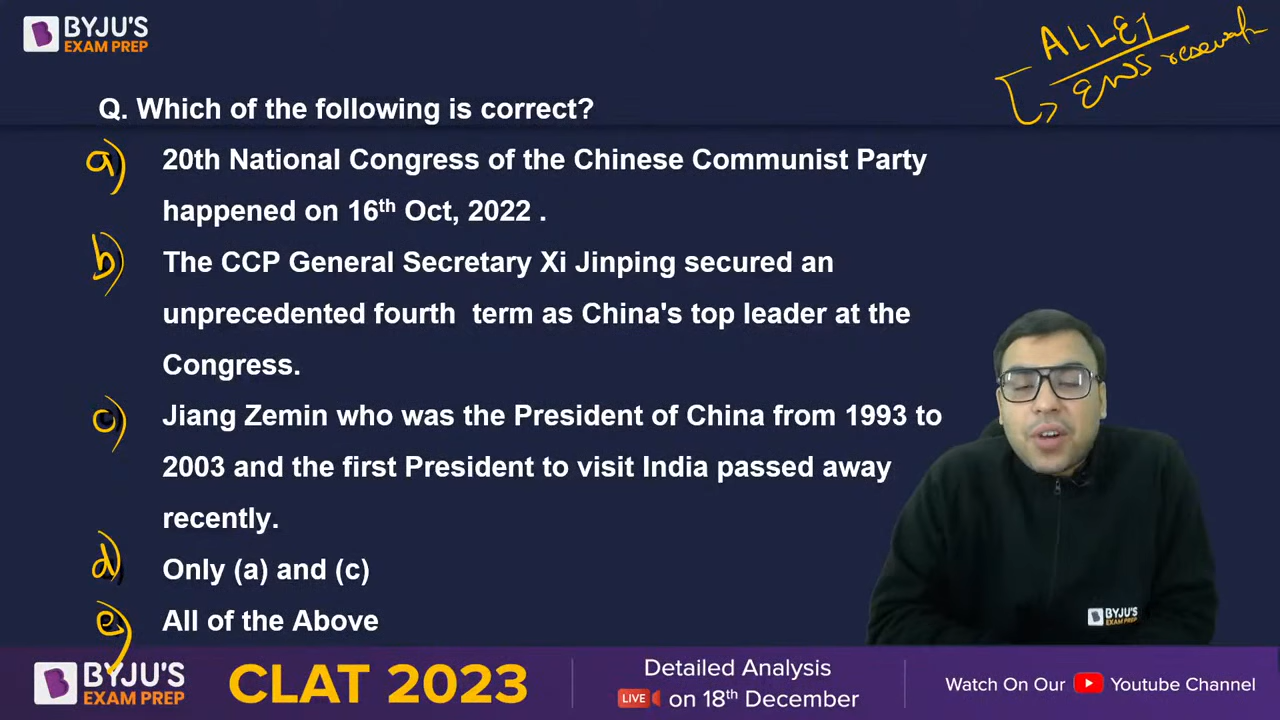 BYJU'S
EXAM PREP
ALLEN
ENS research
Q. Which of the following is correct?
a) 20th National Congress of the Chinese Communist Party
happened on 16th Oct, 2022 .
b) The CCP General Secretary Xi Jinping secured an
unprecedented fourth term as China's top leader at the
Congress.
c) Jiang Zemin who was the President of China from 1993 to
2003 and the first President to visit India passed away
recently.
d) Only (a) and (c)
e) All of the Above
BYJU'S
EXAM PREP
BYJU'S
EXAM PREP
CLAT 2023
Detailed Analysis
LIVE on 18th December
Watch On Our Youtube Channel